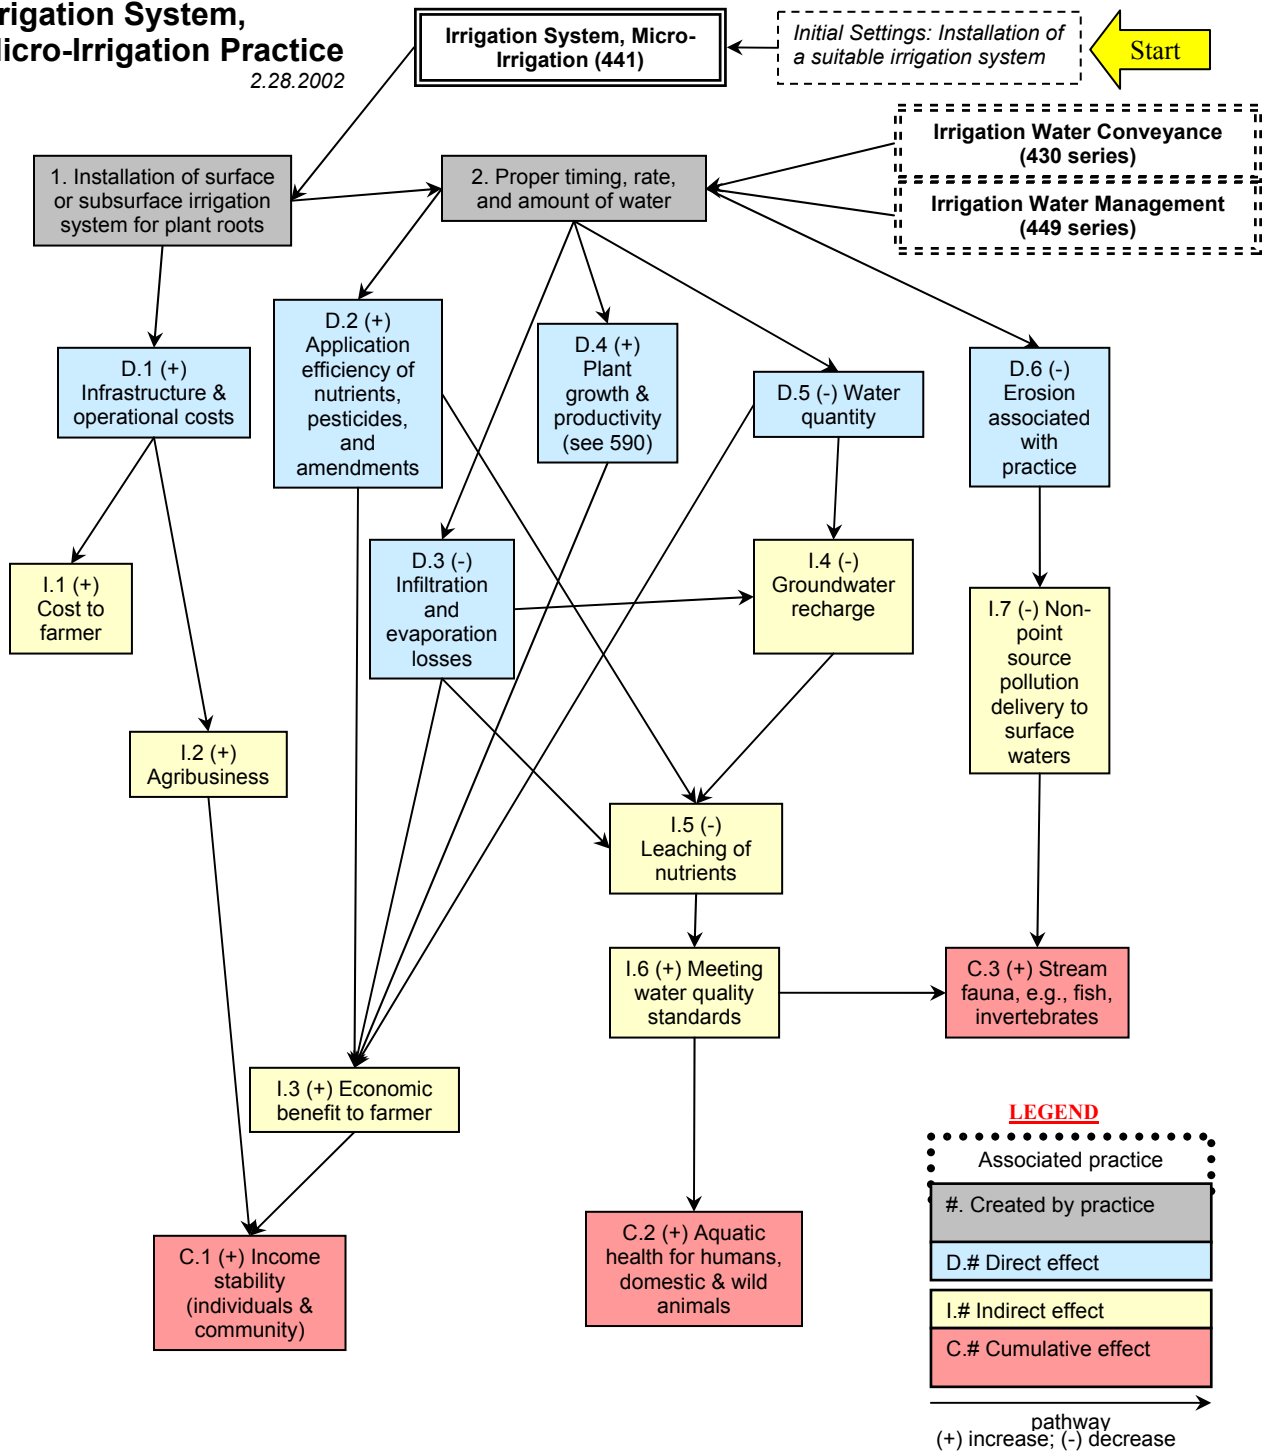 rrigation System,
icro-Irrigation Practice
2.28.2002
Irrigation System, Micro-
Irrigation (441)
Initial Settings: Installation of
a suitable irrigation system
Start
Irrigation Water Conveyance
(430 series)
Irrigation Water Management
(449 series)
1. Installation of surface
or subsurface irrigation
system for plant roots
2. Proper timing, rate,
and amount of water
D.1 (+)
Infrastructure &
operational costs
D.2 (+)
Application
efficiency of
nutrients,
pesticides,
and
amendments
D.4 (+)
Plant
growth &
productivity
(see 590)
D.5 (-) Water
quantity
D.6 (-)
Erosion
associated
with
practice
D.3 (-)
Infiltration
and
evaporation
losses
I.4 (-)
Groundwater
recharge
I.1 (+)
Cost to
farmer
I.7 (-) Non-
point
source
pollution
delivery to
surface
waters
I.2 (+)
Agribusiness
I.5 (-)
Leaching of
nutrients
I.6 (+) Meeting
water quality
standards
C.3 (+) Stream
fauna, e.g., fish,
invertebrates
I.3 (+) Economic
benefit to farmer
C.1 (+) Income
stability
(individuals &
community)
C.2 (+) Aquatic
health for humans,
domestic & wild
animals
LEGEND
Associated practice
#. Created by practice
D.# Direct effect
I.# Indirect effect
C.# Cumulative effect
pathway
(+) increase; (-) decrease